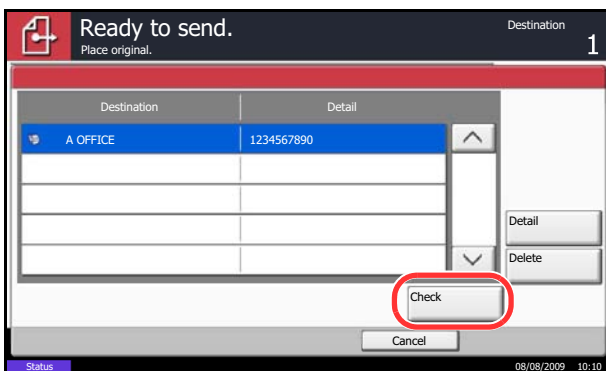 Ready to send.
Place original.
Destination
1
Destination Detail
A OFFICE 1234567890
Detail
Delete
Check
Cancel
Status 08/08/2009 10:10